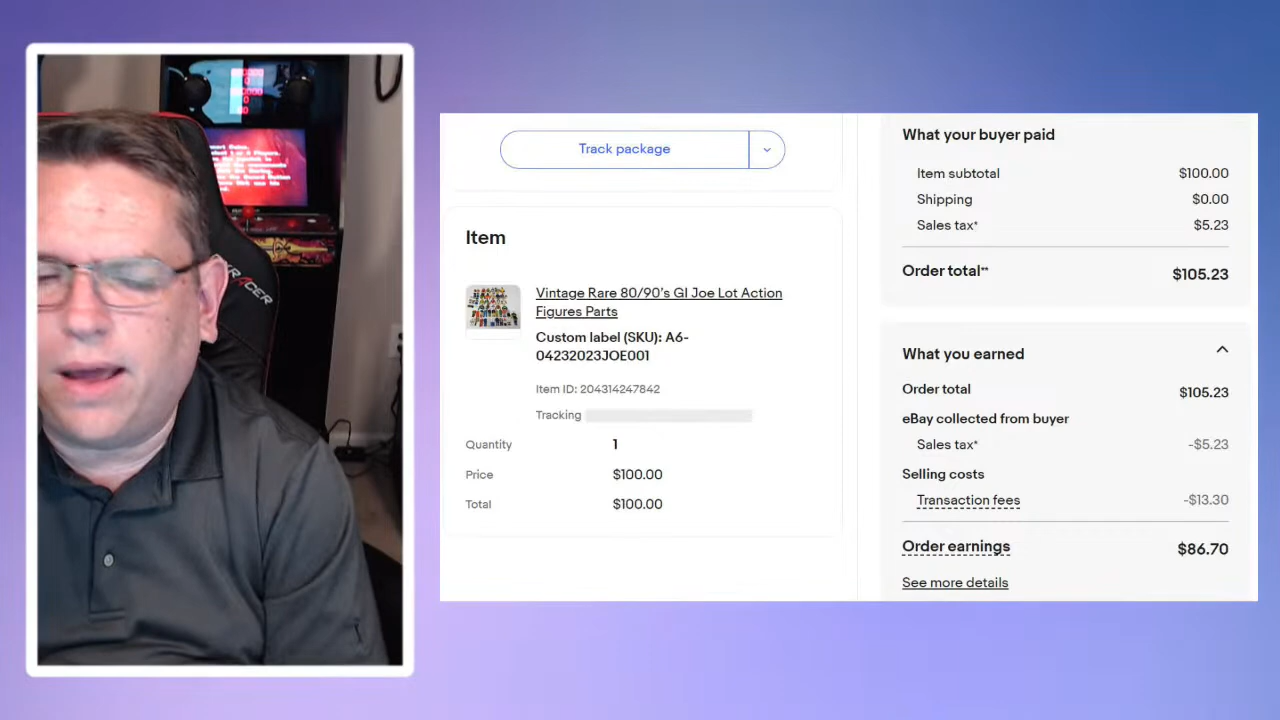 Track package
Item
Vintage Rare 80/90's GI Joe Lot Action
Figures Parts
Custom label (SKU): A6-
04232023JOE001
Item ID: 204314247842
Tracking
Quantity 1
Price $100.00
Total $100.00
What your buyer paid
Item subtotal $100.00
Shipping $0.00
Sales tax* $5.23
Order total** $105.23
What you earned
Order total $105.23
eBay collected from buyer
Sales tax* -$5.23
Selling costs
Transaction fees -$13.30
Order earnings $86.70
See more details